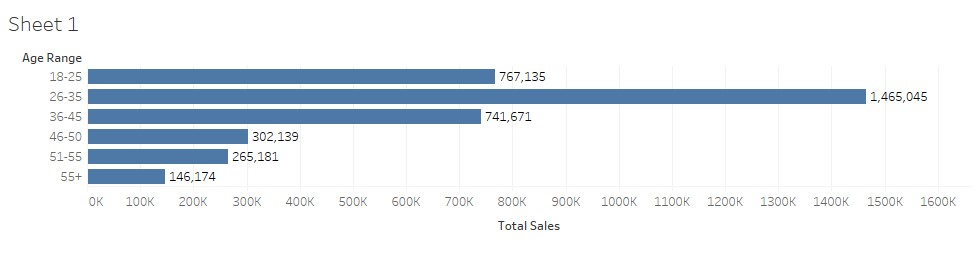 Sheet 1
Age Range
18-25 767,135
26-35 1,465,045
36-45 741,671
46-50 302,139
51-55 265,181
55+ 146,174
0K 100K 200K 300K 400K 500K 600K 700K 800K 900K 1000K 1100K 1200K 1300K 1400K 1500K 1600K
Total Sales